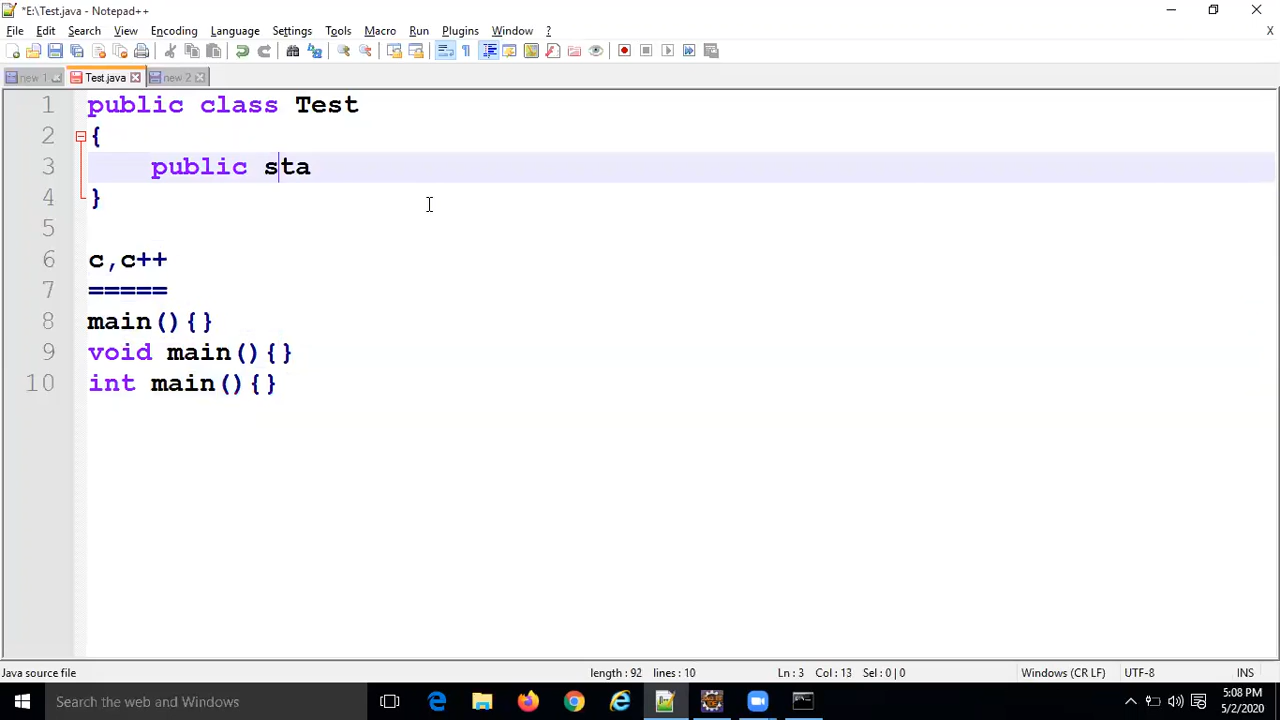 *E:\Test.java - Notepad++
File Edit Search View Encoding Language Settings Tools Macro Run Plugins Window ? X
new 1 Test.java new 2
1 public class Test
2 {
3 public sta
4 }
5
6 c,c++
7 =====
8 main(){}
9 void main(){}
10 int main(){}
Java source file length : 92 lines : 10 Ln : 3 Col : 13 Sel : 0 | 0 Windows (CR LF) UTF-8 INS
Search the web and Windows
5:08 PM
5/2/2020